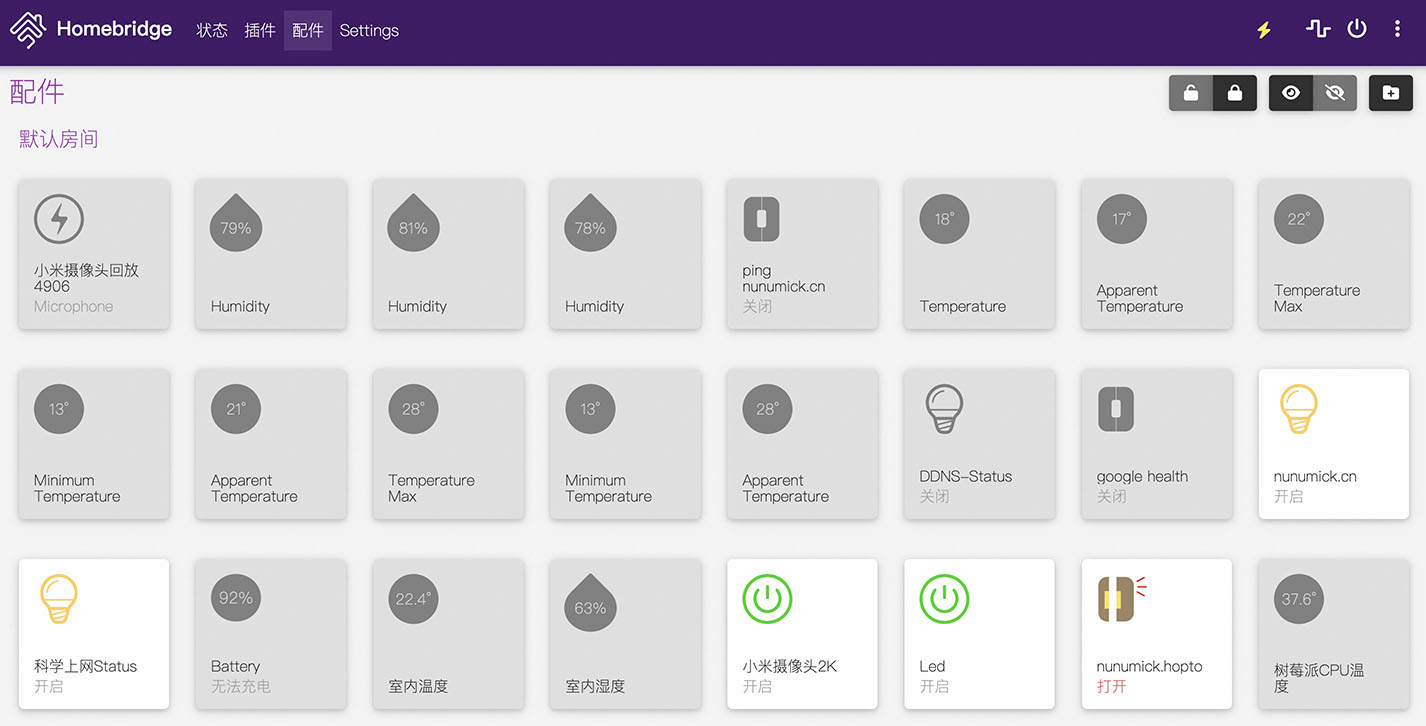 Homebridge 状态 插件 配件 Settings
配件
默认房间
79% 81% 78% 18° 17° 22°
小米摄像头回放
4906
Microphone
Humidity
Humidity
Humidity
ping
nunumick.cn
关闭
Temperature
Apparent
Temperature
Temperature
Max
13° 21° 28° 13° 28°
Minimum
Temperature
Apparent
Temperature
Temperature
Max
Minimum
Temperature
Apparent
Temperature
DDNS-Status
关闭
google health
关闭
nunumick.cn
开启
92% 22.4° 63% 37.6°
科学上网Status
开启
Battery
无法充电
室内温度
室内湿度
小米摄像头2K
开启
Led
开启
nunumick.hopto
打开
树莓派CPU温
度